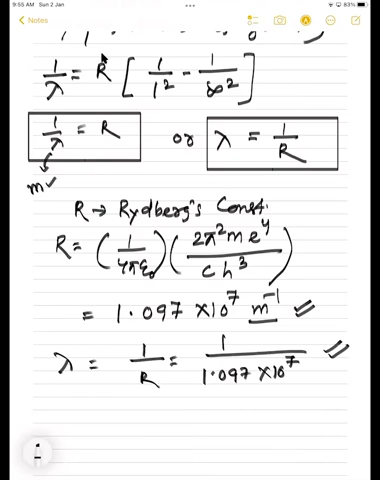 9:55 AM Sun 2 Jan 83%
Notes
1/λ = R [ 1/1² - 1/∞² ]
1/λ = R or λ = 1/R
m
R → Rydberg's Const.
R = (1/4πε₀) (2π²me⁴/ch³)
= 1.097 × 10⁷ m⁻¹
λ = 1/R = 1/1.097 × 10⁷